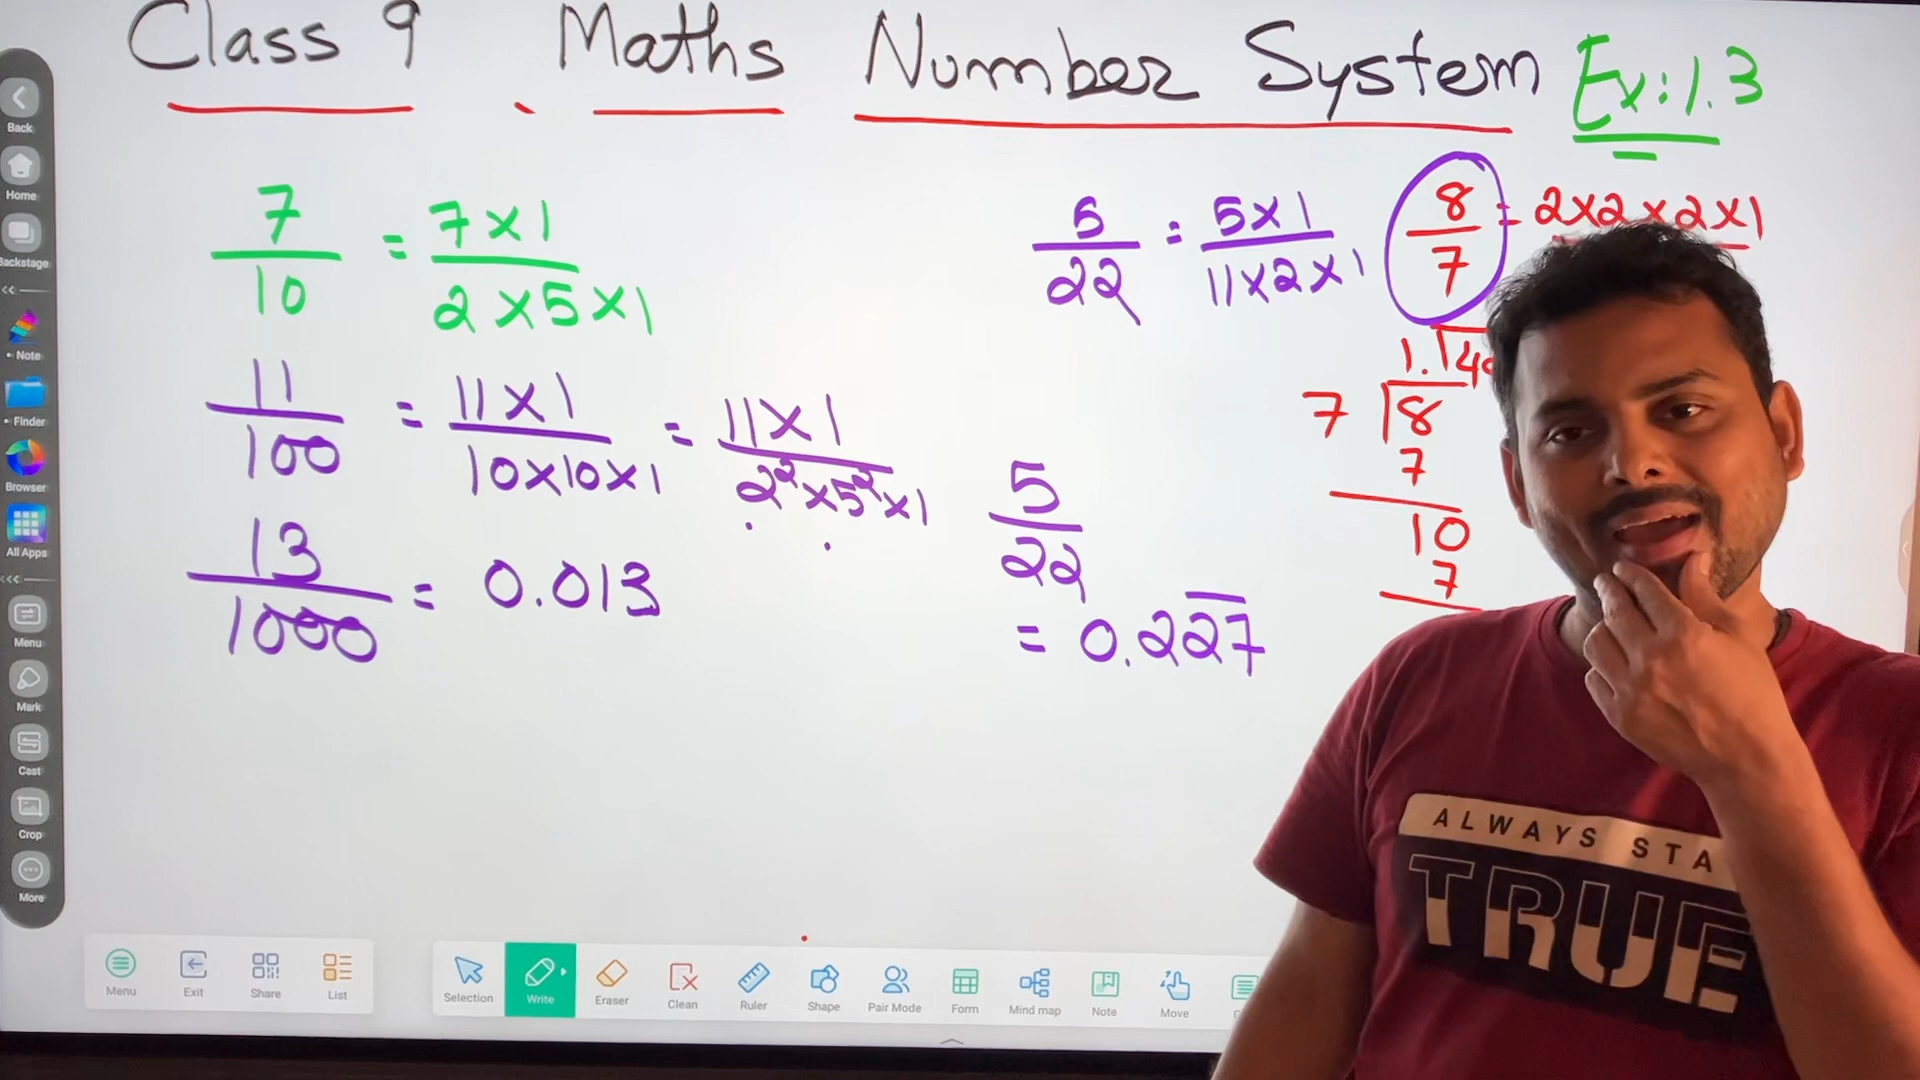 Class 9 Maths Number System Ex:1.3
7/10 = 7×1/2×5×1
11/100 = 11×1/10×10×1 = 11×1/2²×5²×1
13/1000 = 0.013
5/22 = 5×1/11×2×1
8/7 = 2×2×2×1
5/22
= 0.2\overline{27}
1.14
7 8
7
10
7
ALWAYS STA
TRUE
Back
Home
Backstage
Note
Finder
Browser
All Apps
Menu
Mark
Cast
Crop
More
Menu Exit Share List
Selection Write Eraser Clean Ruler Shape Pair Mode Form Mind map Note Move